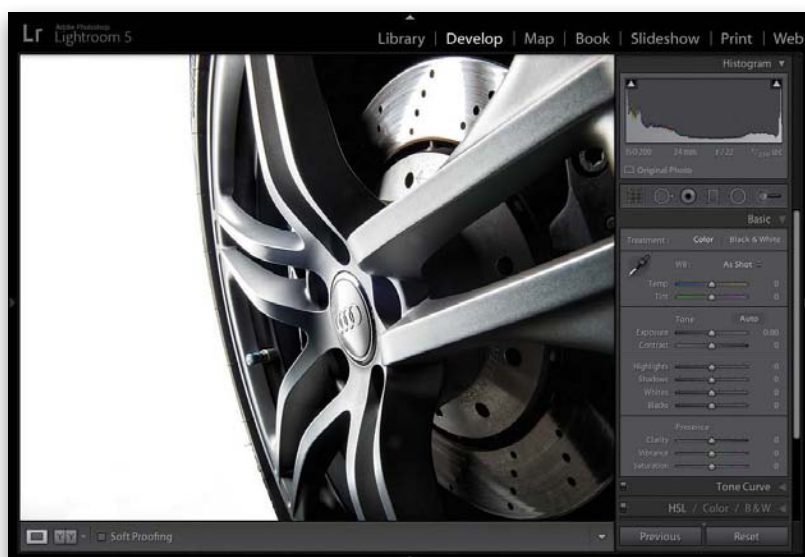 Lr
Adobe Photoshop
Lightroom 5
Library | Develop | Map | Book | Slideshow | Print | Web
Histogram
ISO 200 24 mm f / 22
Original Photo
Basic
Treatment : Color | Black & White
WB : As Shot
Temp 0
Tint 0
Tone Auto
Exposure 0.00
Contrast 0
Highlights 0
Shadows 0
Whites 0
Blacks 0
Presence
Clarity 0
Vibrance 0
Saturation 0
Tone Curve
HSL / Color / B&W
YY Soft Proofing
Previous Reset